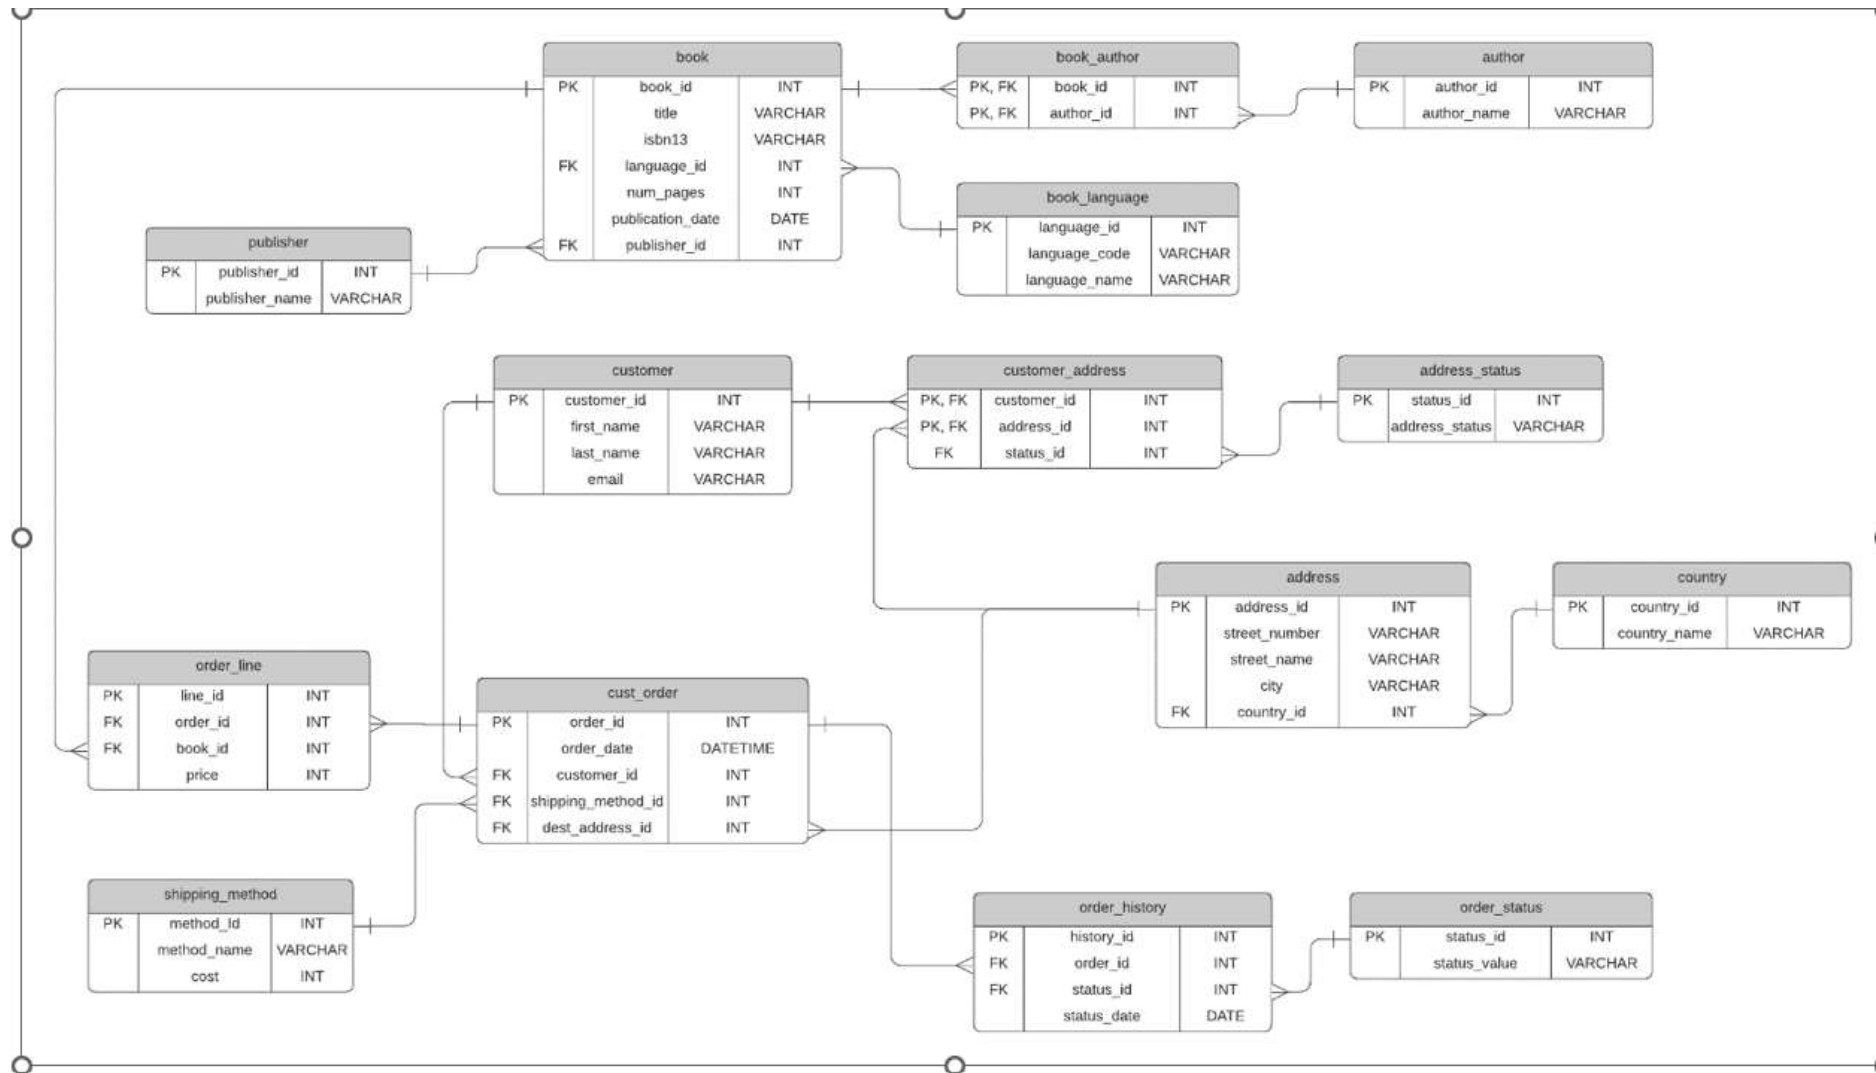 book
PK book_id INT
title VARCHAR
isbn13 VARCHAR
FK language_id INT
num_pages INT
publication_date DATE
FK publisher_id INT
book_author
PK, FK book_id INT
PK, FK author_id INT
author
PK author_id INT
author_name VARCHAR
book_language
PK language_id INT
language_code VARCHAR
language_name VARCHAR
publisher
PK publisher_id INT
publisher_name VARCHAR
customer
PK customer_id INT
first_name VARCHAR
last_name VARCHAR
email VARCHAR
customer_address
PK, FK customer_id INT
PK, FK address_id INT
FK status_id INT
address_status
PK status_id INT
address_status VARCHAR
address
PK address_id INT
street_number VARCHAR
street_name VARCHAR
city VARCHAR
FK country_id INT
country
PK country_id INT
country_name VARCHAR
order_line
PK line_id INT
FK order_id INT
FK book_id INT
price INT
cust_order
PK order_id INT
order_date DATETIME
FK customer_id INT
FK shipping_method_id INT
FK dest_address_id INT
shipping_method
PK method_Id INT
method_name VARCHAR
cost INT
order_history
PK history_id INT
FK order_id INT
FK status_id INT
status_date DATE
order_status
PK status_id INT
status_value VARCHAR